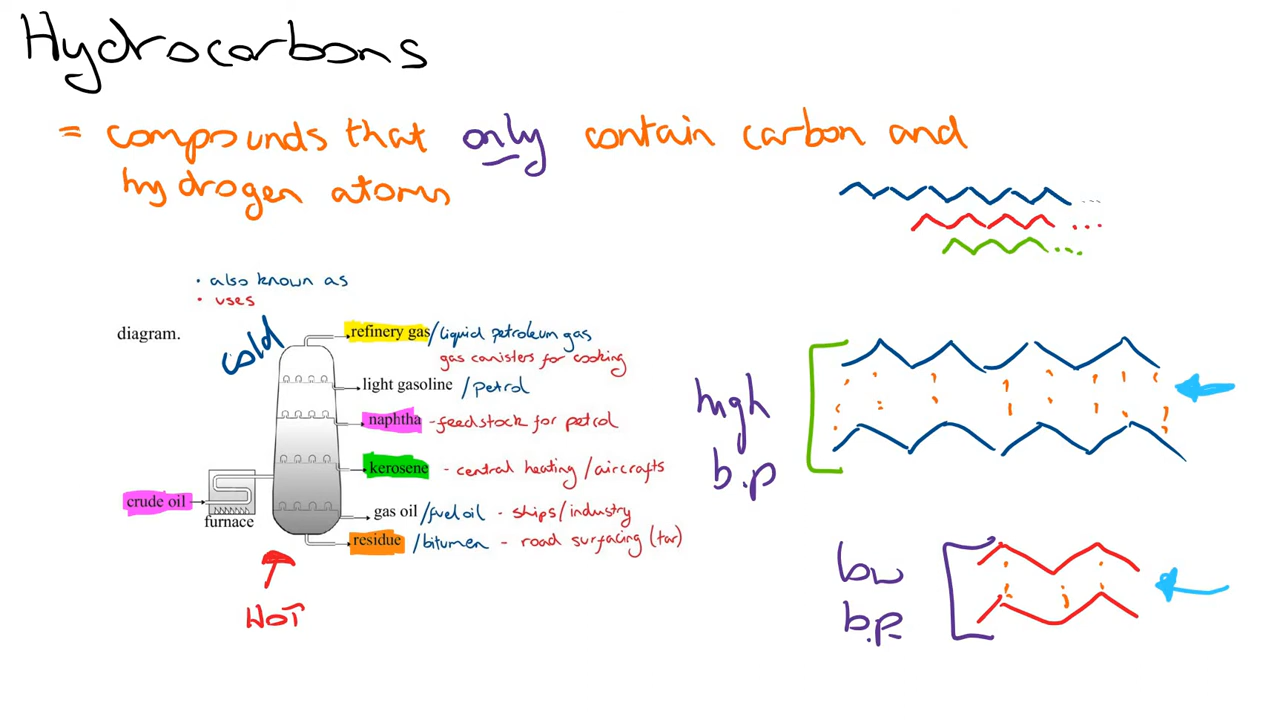 Hydrocarbons
= compounds that only contain carbon and
hydrogen atoms
• also known as
• uses
diagram.
cold
refinery gas/liquid petroleum gas
gas canisters for cooking
light gasoline /petrol
naphtha -feedstock for petrol
kerosene - central heating/aircrafts
crude oil
furnace
gas oil /fuel oil - ships/industry
residue /bitumen - road surfacing (tar)
HOT
high
b.p
low
b.p.